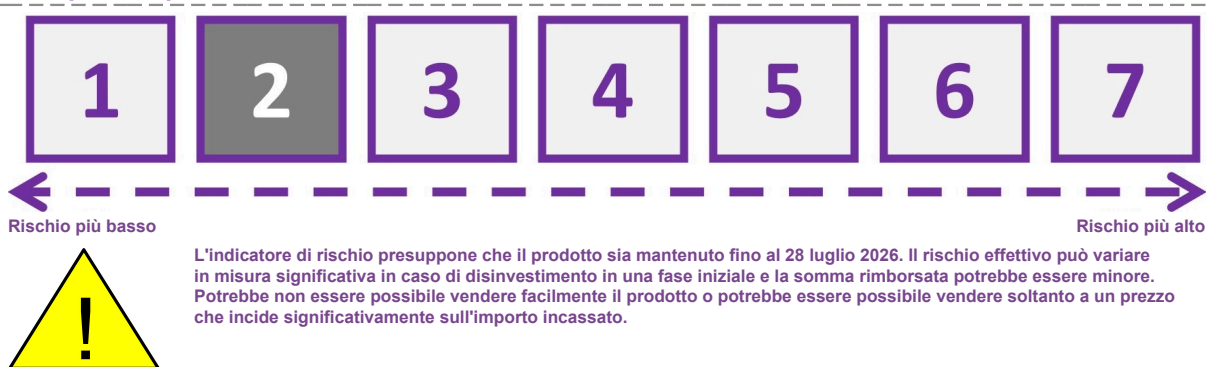 1 2 3 4 5 6 7
Rischio più basso Rischio più alto
!
L'indicatore di rischio presuppone che il prodotto sia mantenuto fino al 28 luglio 2026. Il rischio effettivo può variare
in misura significativa in caso di disinvestimento in una fase iniziale e la somma rimborsata potrebbe essere minore.
Potrebbe non essere possibile vendere facilmente il prodotto o potrebbe essere possibile vendere soltanto a un prezzo
che incide significativamente sull'importo incassato.